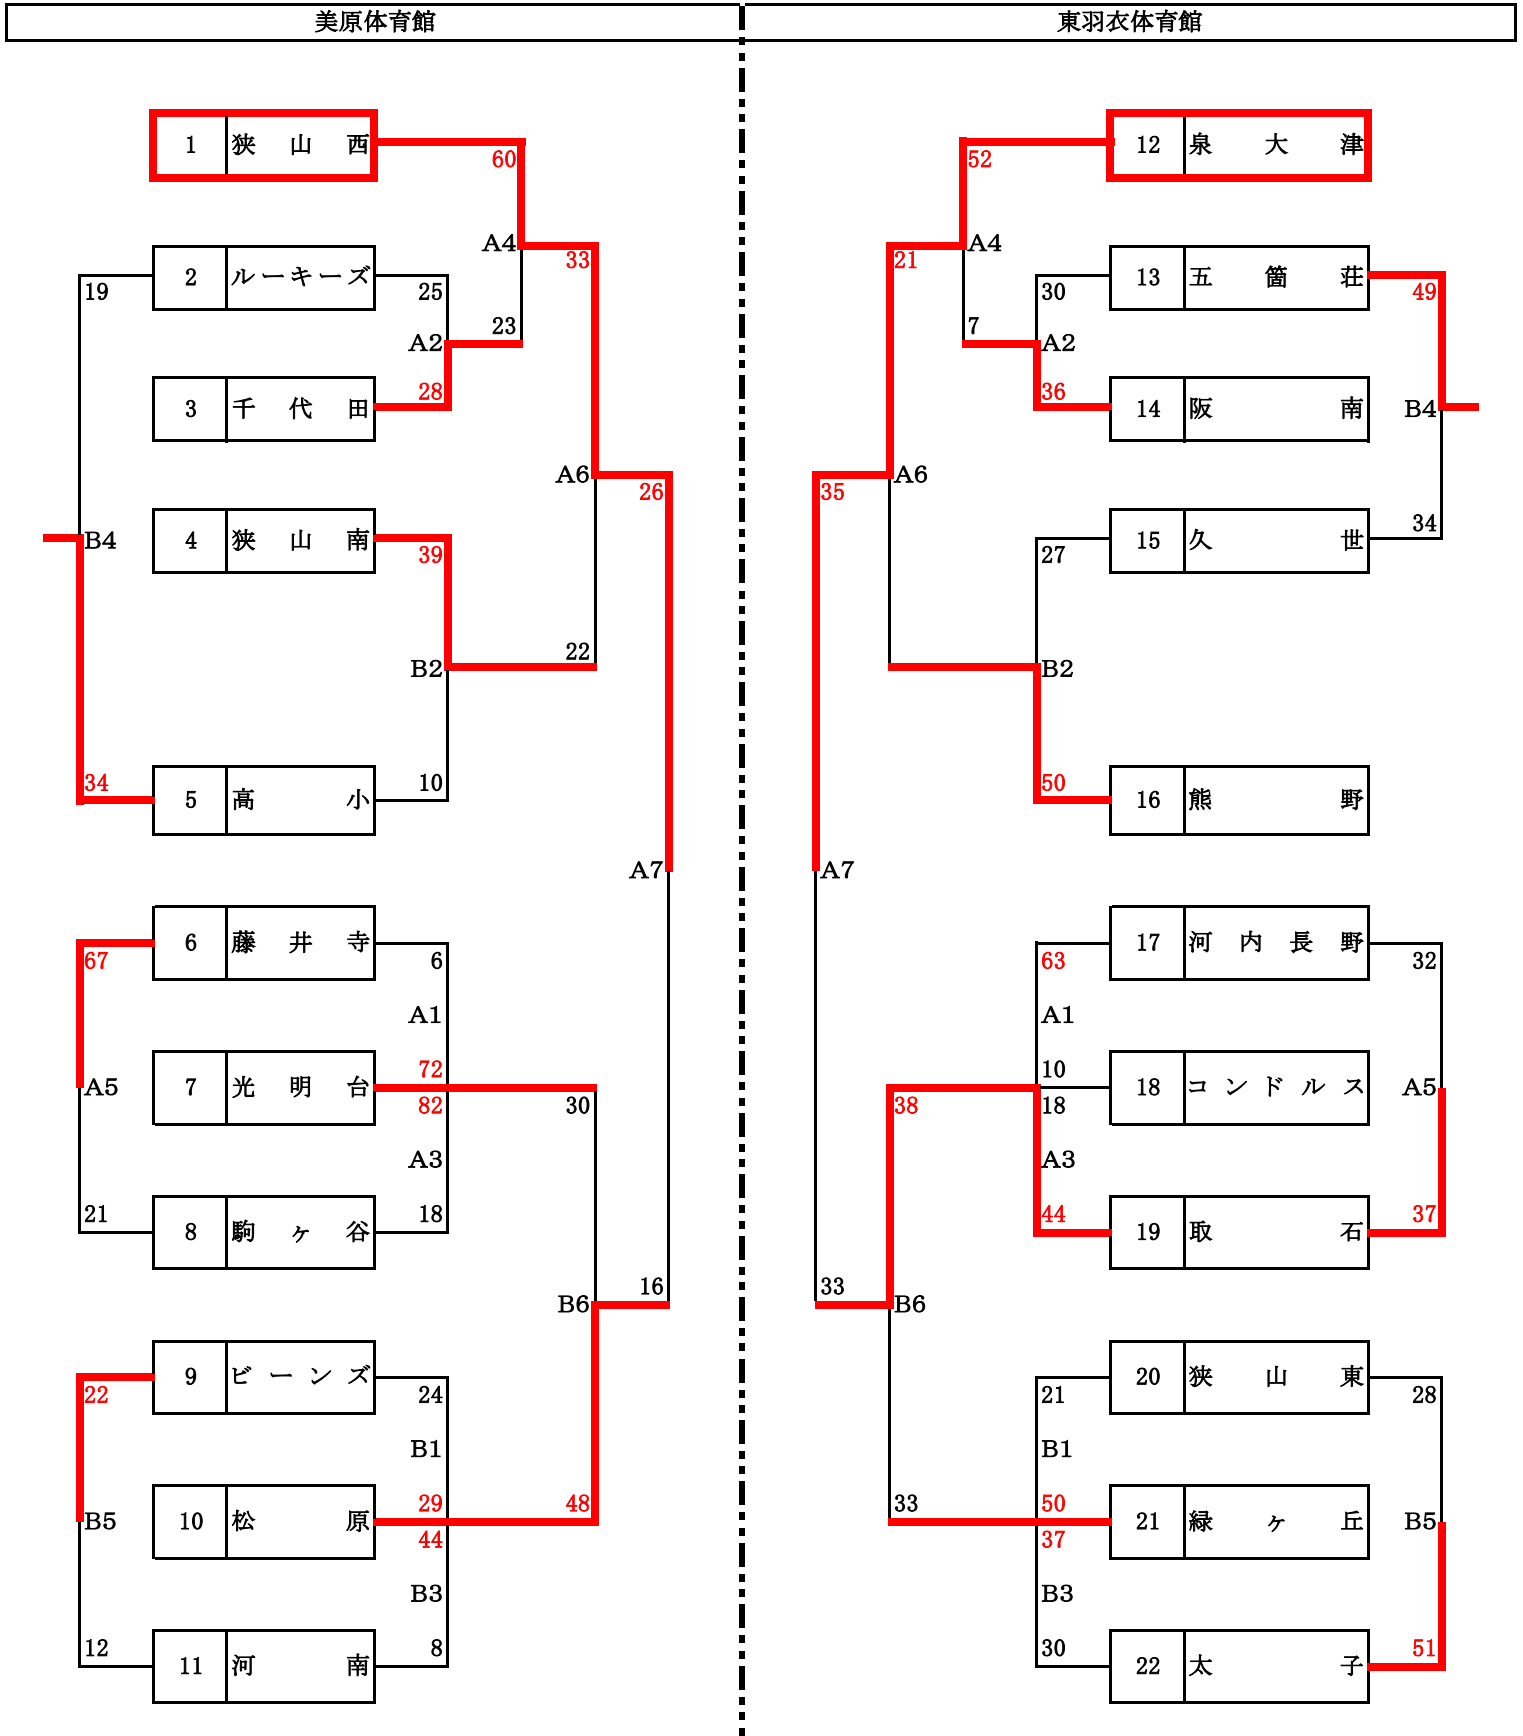 美原体育館 東羽衣体育館
1 狭山西 12 泉大津
60 52
A4 A4
33 21
2 ルーキーズ 13 五箇荘
19 25 30 49
23 7
A2 A2
28 36
3 千代田 14 阪南 B4
A6 A6
26 35
34
B4 4 狭山南 15 久世
39 27
22
B2 B2
34 10 50
5 高小 16 熊野
A7 A7
6 藤井寺 17 河内長野
67 6 63 32
A1 A1
72 10
A5 7 光明台 18 コンドルス A5
82 30 38 18
A3 A3
21 18 44 37
8 駒ヶ谷 19 取石
16 33
B6 B6
9 ビーンズ 20 狭山東
22 24 21 28
B1 B1
29 48 33 50
B5 10 松原 21 緑ヶ丘 B5
44 37
B3 B3
12 8 30 51
11 河南 22 太子